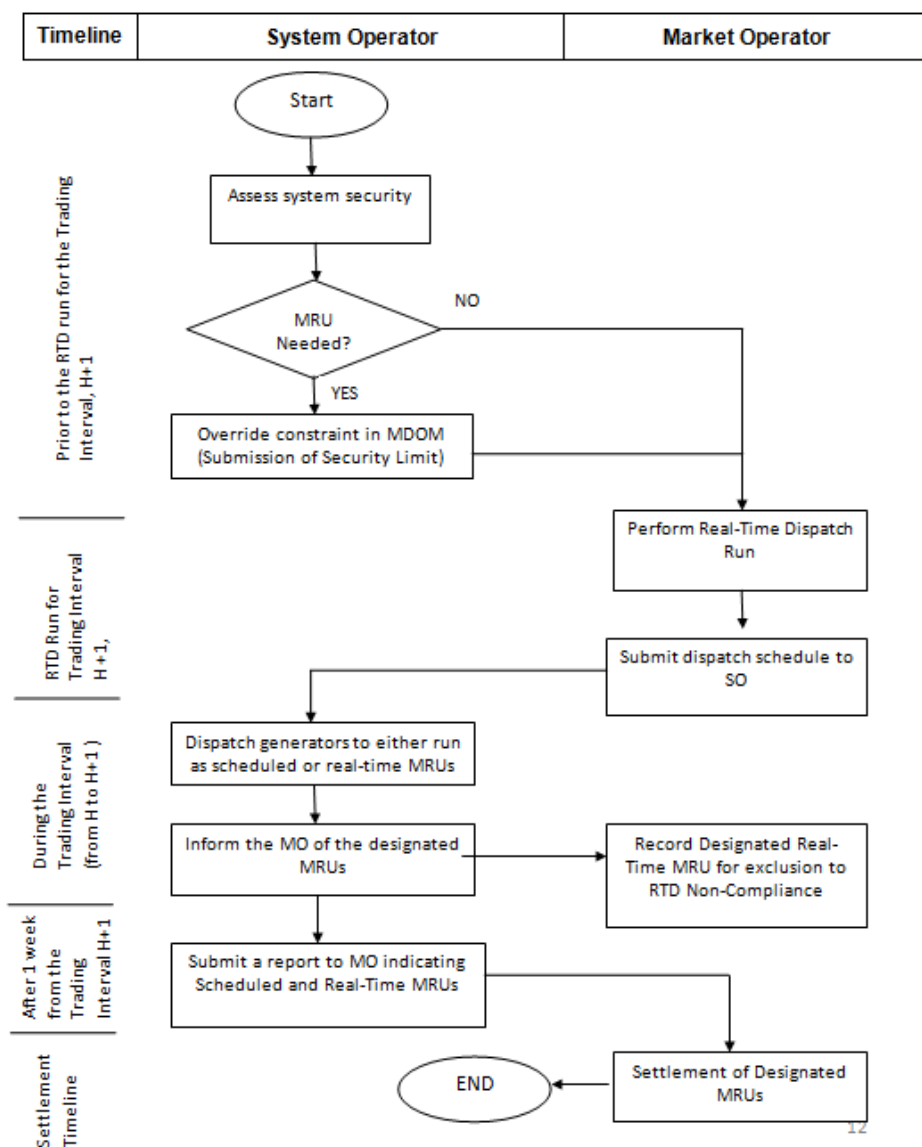 Timeline
System Operator
Market Operator
Start
Prior to the RTD run for the Trading
Interval, H+1
Assess system security
MRU
Needed?
NO
YES
Override constraint in MDOM
(Submission of Security Limit)
RTD Run for
Trading Interval
H+1,
Perform Real-Time Dispatch
Run
Submit dispatch schedule to
SO
During the
Trading Interval
(from H to H+1 )
Dispatch generators to either run
as scheduled or real-time MRUs
Inform the MO of the designated
MRUs
Record Designated Real-
Time MRU for exclusion to
RTD Non-Compliance
After 1 week
from the
Trading
Interval H+1
Submit a report to MO indicating
Scheduled and Real-Time MRUs
Settlement
Timeline
END
Settlement of Designated
MRUs
12